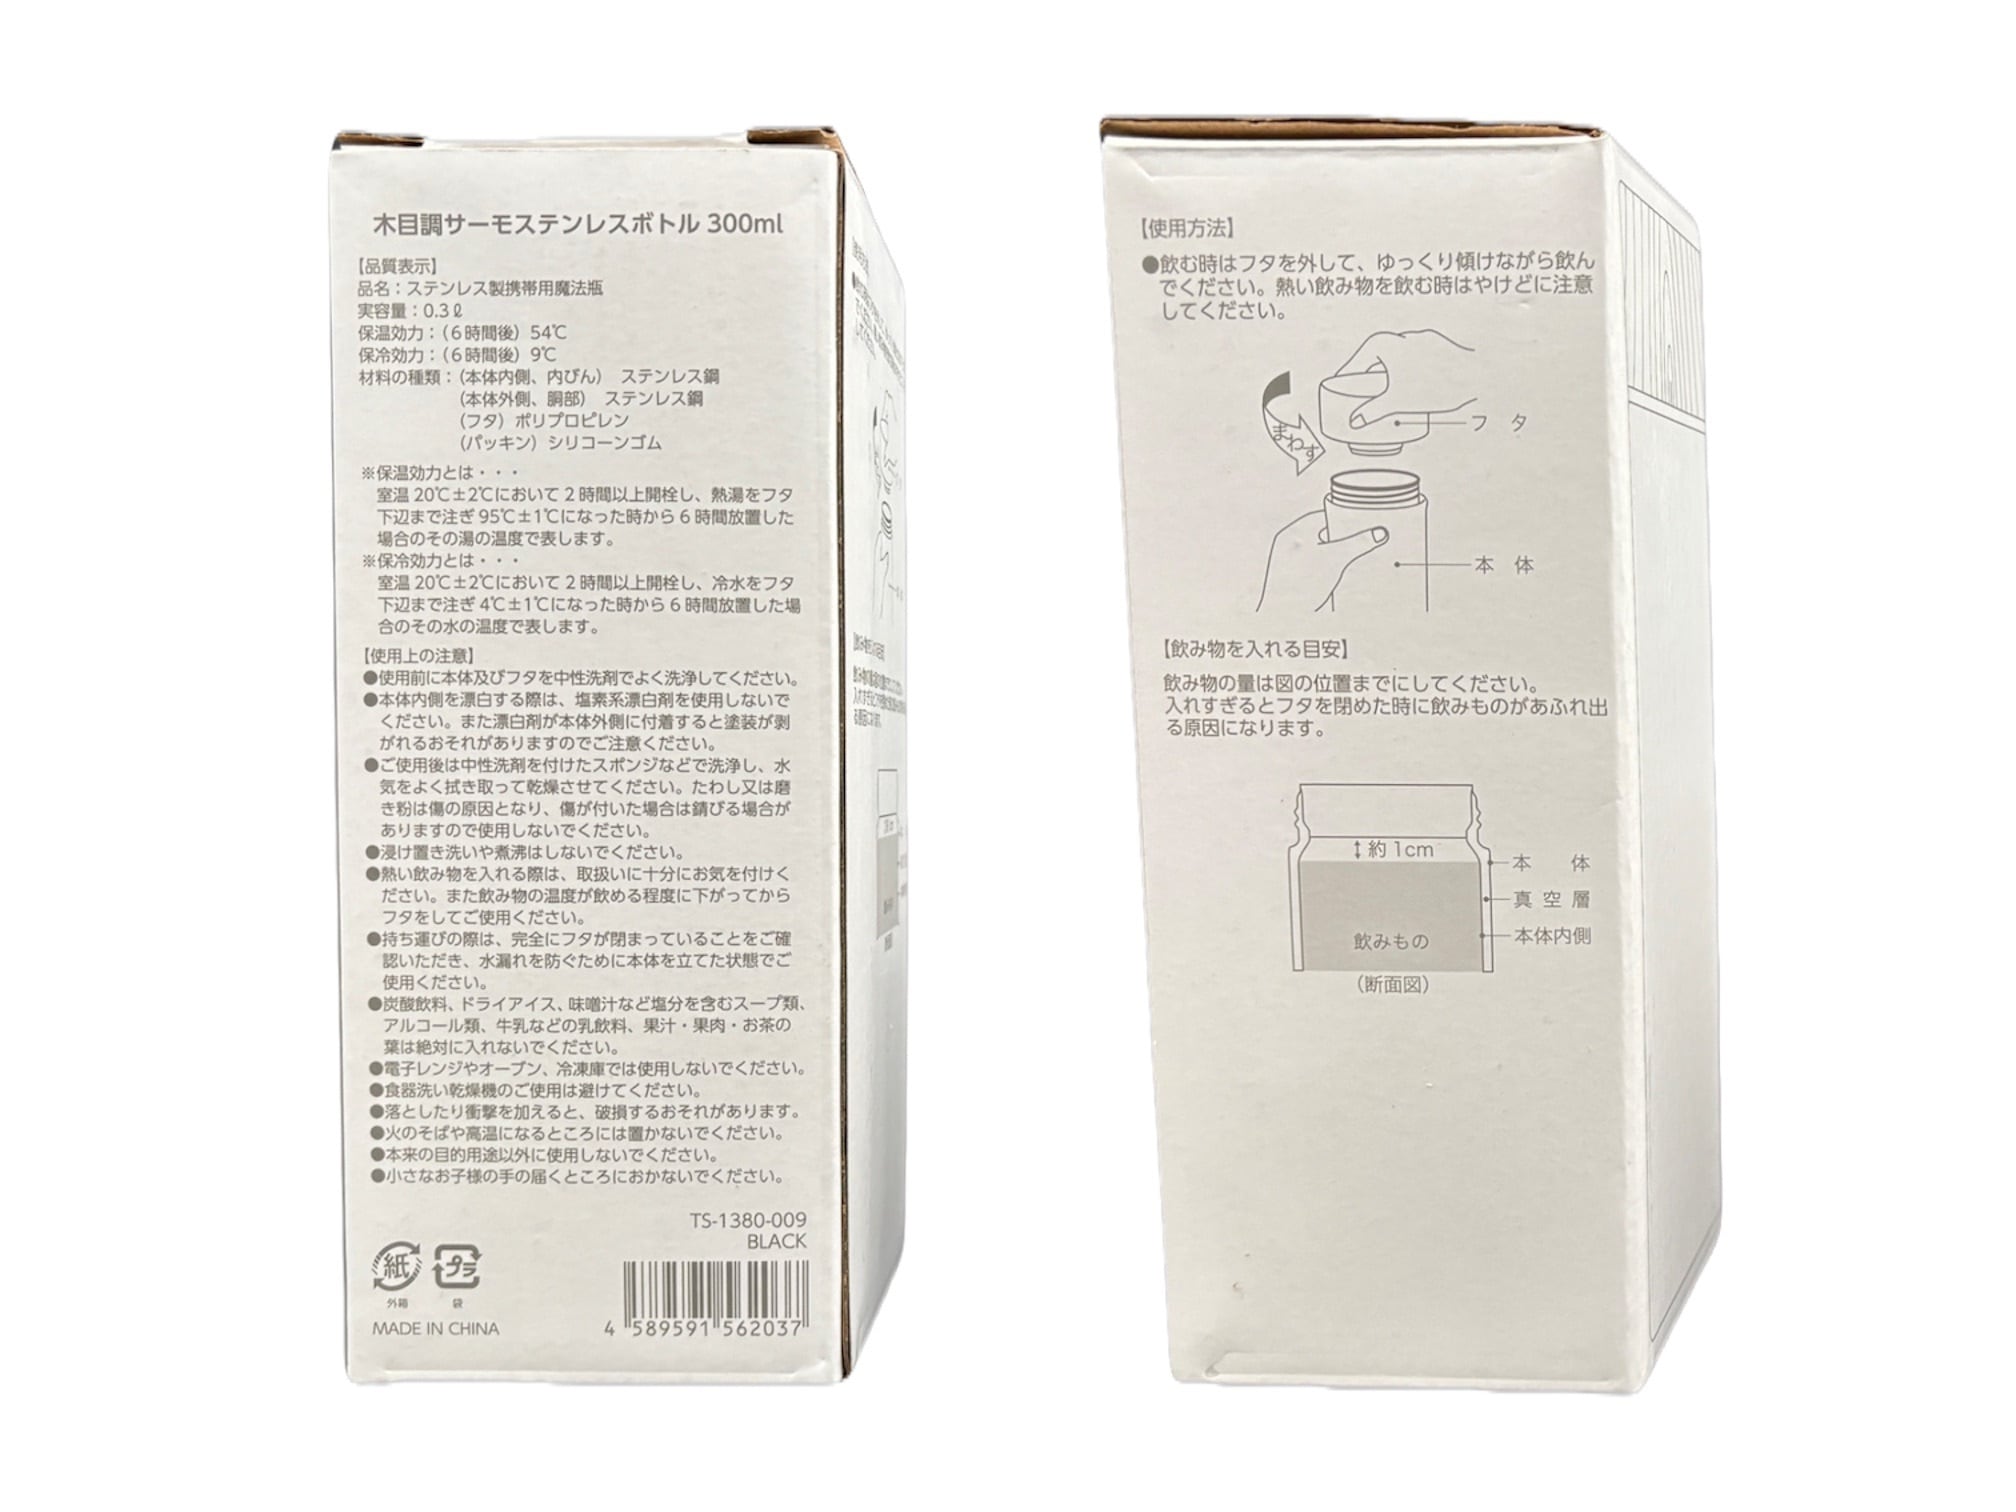 木目調サーモステンレスボトル 300ml
【品質表示】
品名：ステンレス製携帯用魔法瓶
実容量：0.3ℓ
保温効力：（6時間後）54℃
保冷効力：（6時間後）9℃
材料の種類：（本体内側、内びん） ステンレス鋼
（本体外側、胴部） ステンレス鋼
（フタ）ポリプロピレン
（パッキン）シリコーンゴム
※保温効力とは・・・
室温 20℃±2℃において 2 時間以上開栓し、熱湯をフタ
下辺まで注ぎ 95℃±1℃になった時から 6 時間放置した
場合のその湯の温度で表します。
※保冷効力とは・・・
室温 20℃±2℃において 2 時間以上開栓し、冷水をフタ
下辺まで注ぎ 4℃±1℃になった時から 6 時間放置した場
合のその水の温度で表します。
【使用上の注意】
●使用前に本体及びフタを中性洗剤でよく洗浄してください。
●本体内側を漂白する際は、塩素系漂白剤を使用しないで
ください。また漂白剤が本体外側に付着すると塗装が剥
がれるおそれがありますのでご注意ください。
●ご使用後は中性洗剤を付けたスポンジなどで洗浄し、水
気をよく拭き取って乾燥させてください。たわし又は磨
き粉は傷の原因となり、傷が付いた場合は錆びる場合が
ありますので使用しないでください。
●浸け置き洗いや煮沸はしないでください。
●熱い飲み物を入れる際は、取扱いに十分にお気を付けく
ださい。また飲み物の温度が飲める程度に下がってから
フタをしてご使用ください。
●持ち運びの際は、完全にフタが閉まっていることをご確
認いただき、水漏れを防ぐために本体を立てた状態でご
使用ください。
●炭酸飲料、ドライアイス、味噌汁など塩分を含むスープ類、
アルコール類、牛乳などの乳飲料、果汁・果肉・お茶の
葉は絶対に入れないでください。
●電子レンジやオーブン、冷凍庫では使用しないでください。
●食器洗い乾燥機のご使用は避けてください。
●落としたり衝撃を加えると、破損するおそれがあります。
●火のそばや高温になるところには置かないでください。
●本来の目的用途以外に使用しないでください。
●小さなお子様の手の届くところにおかないでください。
TS-1380-009
BLACK
紙 プラ
外箱 袋
MADE IN CHINA
4 589591 562037
【使用方法】
●飲む時はフタを外して、ゆっくり傾けながら飲ん
でください。熱い飲み物を飲む時はやけどに注意
してください。
まわす
フ タ
本 体
【飲み物を入れる目安】
飲み物の量は図の位置までにしてください。
入れすぎるとフタを閉めた時に飲みものがあふれ出
る原因になります。
約1cm
本 体
真 空 層
本体内側
飲みもの
（断面図）